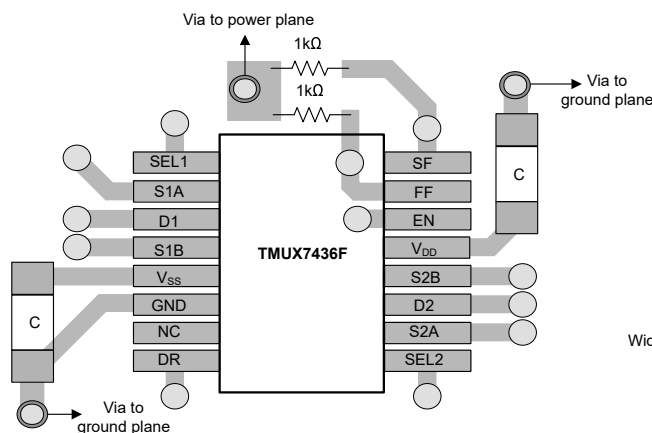 Via to power plane
1kΩ
1kΩ
Via to
ground plane
SEL1
S1A
D1
S1B
VSS
GND
NC
DR
TMUX7436F
SF
FF
EN
VDD
S2B
D2
S2A
SEL2
C
C
Via to
ground plane